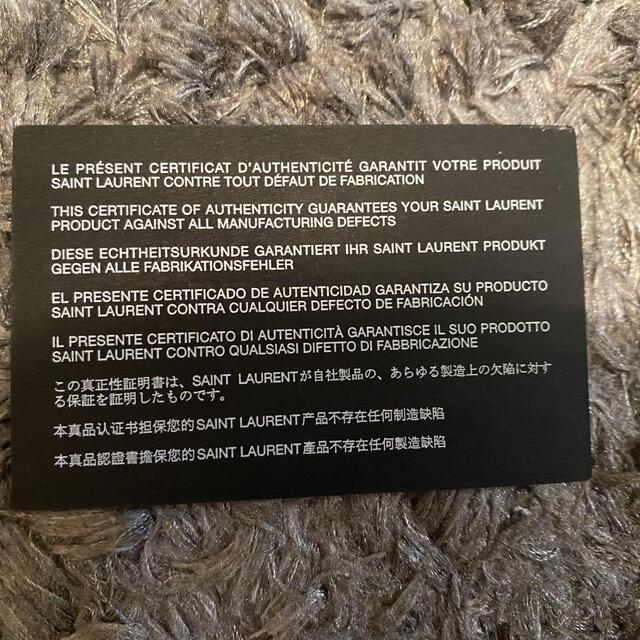 LE PRÉSENT CERTIFICAT D'AUTHENTICITÉ GARANTIT VOTRE PRODUIT
SAINT LAURENT CONTRE TOUT DÉFAUT DE FABRICATION
THIS CERTIFICATE OF AUTHENTICITY GUARANTEES YOUR SAINT LAURENT
PRODUCT AGAINST ALL MANUFACTURING DEFECTS
DIESE ECHTHEITSURKUNDE GARANTIERT IHR SAINT LAURENT PRODUKT
GEGEN ALLE FABRIKATIONSFEHLER
EL PRESENTE CERTIFICADO DE AUTENTICIDAD GARANTIZA SU PRODUCTO
SAINT LAURENT CONTRA CUALQUIER DEFECTO DE FABRICACIÓN
IL PRESENTE CERTIFICATO DI AUTENTICITÀ GARANTISCE IL SUO PRODOTTO
SAINT LAURENT CONTRO QUALSIASI DIFETTO DI FABBRICAZIONE
この真正性証明書は、SAINT LAURENTが自社製品の、あらゆる製造上の欠陥に対す
る保証を証明したものです。
本真品认证书担保您的SAINT LAURENT产品不存在任何制造缺陷
本真品認證書擔保您的SAINT LAURENT產品不存在任何製造缺陷